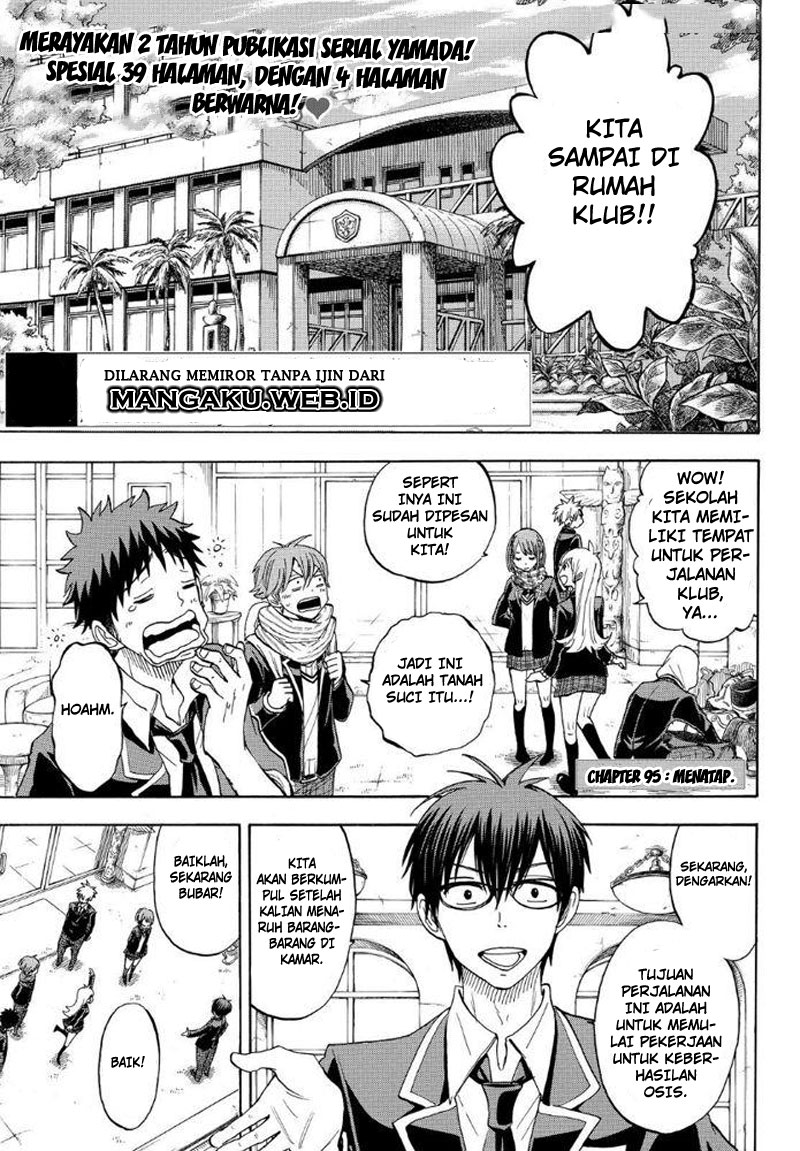 MERAYAKAN 2 TAHUN PUBLIKASI SERIAL YAMADA!
SPESIAL 39 HALAMAN, DENGAN 4 HALAMAN
BERWARNA!
KITA
SAMPAI DI
RUMAH
KLUB!!
DILARANG MEMIROR TANPA IJIN DARI
MANGAKU.WEB.ID
WOW!
SEKOLAH
KITA MEMI-
LIKI TEMPAT
UNTUK PER-
JALANAN
KLUB,
YA...
SEPERT
INYA INI
SUDAH DIPESAN
UNTUK
KITA!
JADI INI
ADALAH TANAH
SUCI ITU...!
HOAHM.
CHAPTER 95 : MENATAP.
SEKARANG,
DENGARKAN!
TUJUAN
PERJALANAN
INI ADALAH
UNTUK MEMU-
LAI PEKERJAAN
UNTUK KEBER-
HASILAN
OSIS.
KITA
AKAN BERKUM-
PUL SETELAH
KALIAN MENA-
RUH BARANG-
BARANG DI
KAMAR.
BAIKLAH,
SEKARANG
BUBAR!
BAIK!